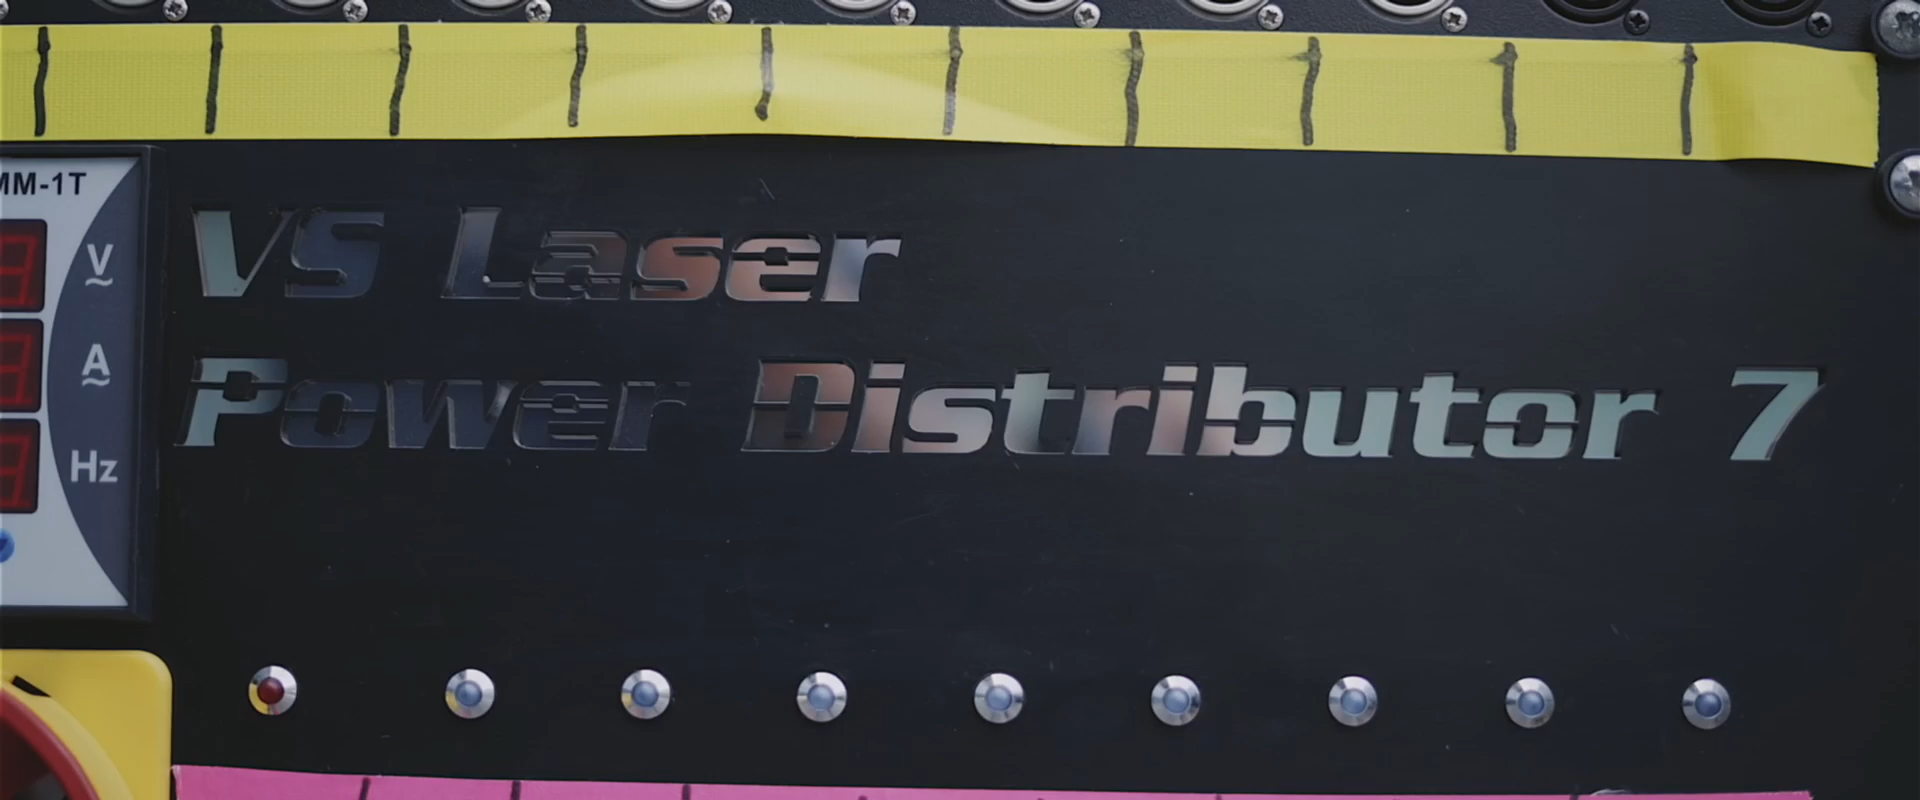 MM-1T
V
A
Hz
VS Laser
Power Distributor 7